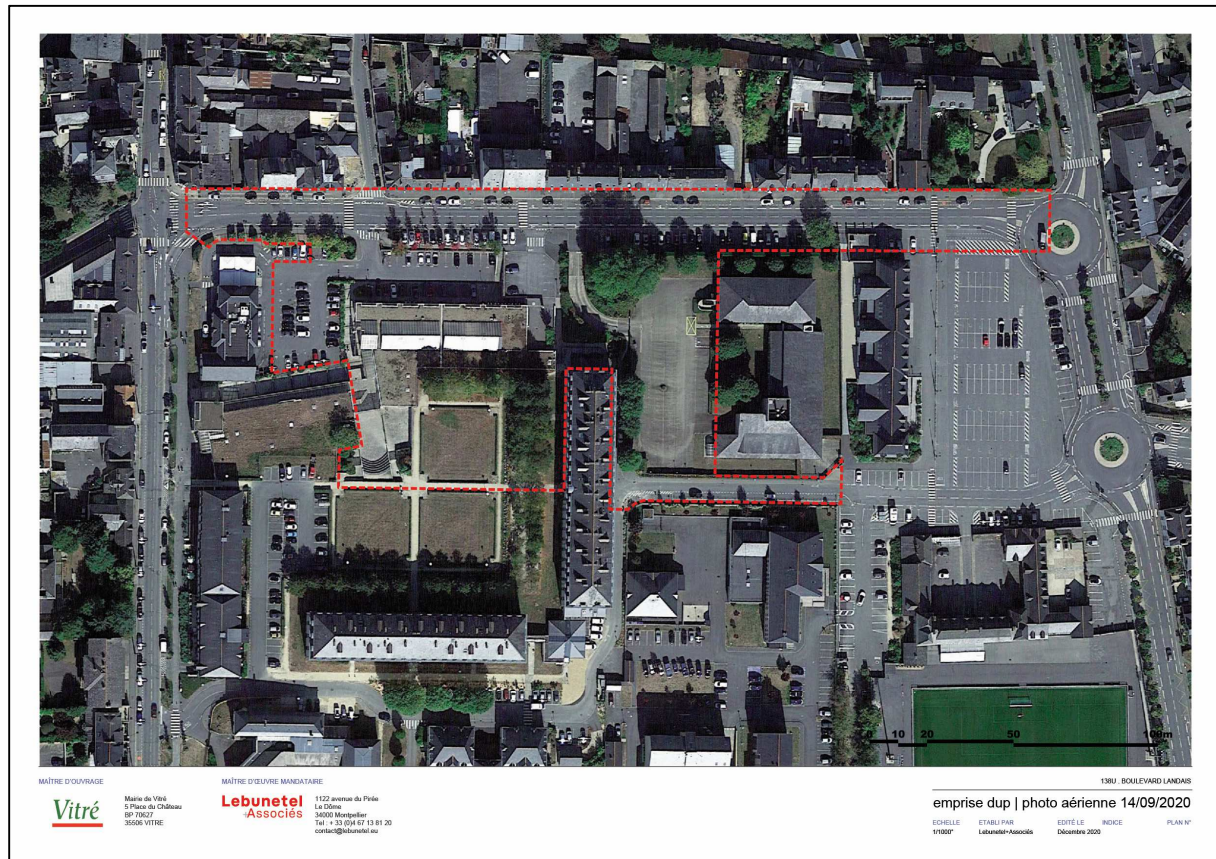 0 10 20 50 100m
MAÎTRE D'OUVRAGE
Vitré
Mairie de Vitré
5 Place du Château
BP 70627
35506 VITRE
MAÎTRE D'ŒUVRE MANDATAIRE
Lebunetel
+Associés
1122 avenue du Pirée
Le Dôme
34000 Montpellier
Tel : + 33 (0)4 67 13 81 20
contact@lebunetel.eu
138U . BOULEVARD LANDAIS
emprise dup | photo aérienne 14/09/2020
ECHELLE ETABLI PAR EDITÉ LE INDICE PLAN N°
1/1000° Lebunetel+Associés Décembre 2020